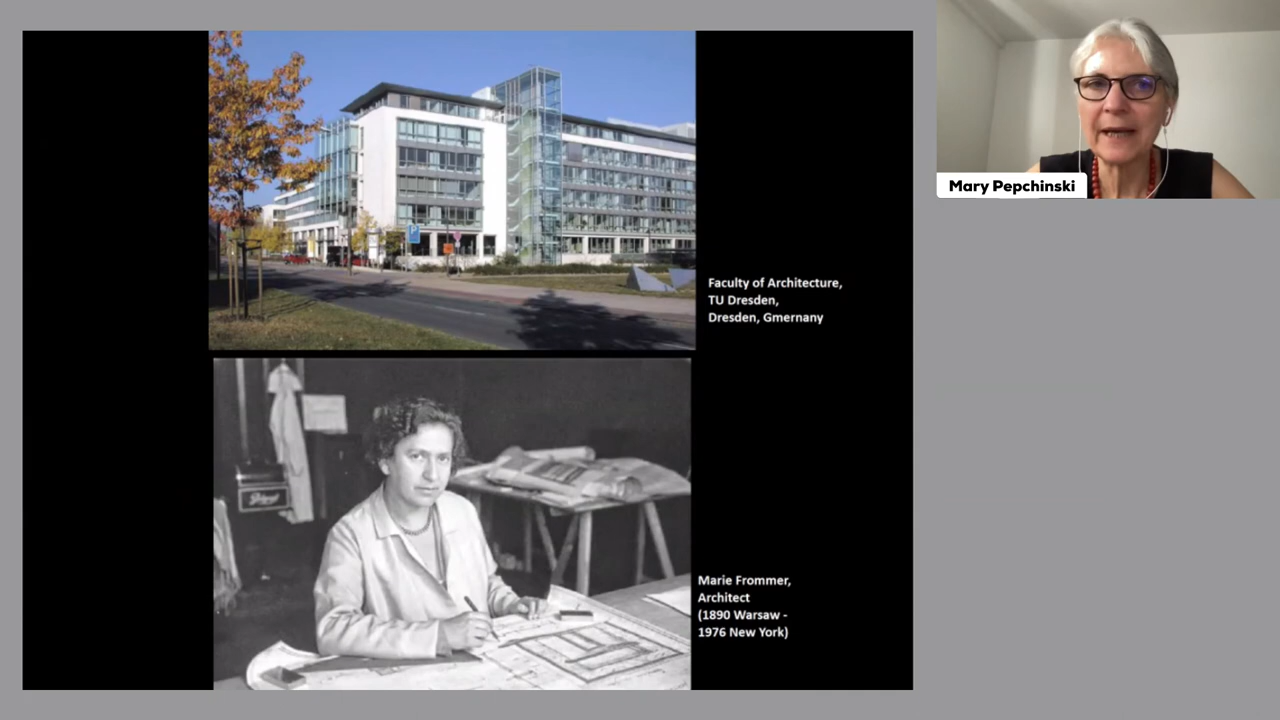 Mary Pepchinski
Faculty of Architecture,
TU Dresden,
Dresden, Gmernany
Marie Frommer,
Architect
(1890 Warsaw -
1976 New York)
P